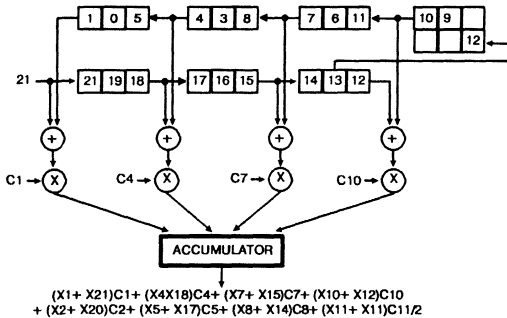 1 0 5 4 3 8 7 6 11 10 9
12
21 21 19 18 17 16 15 14 13 12
+ + + +
C1 X C4 X C7 X C10 X
ACCUMULATOR
(X1+ X21)C1+ (X4X18)C4+ (X7+ X15)C7+ (X10+ X12)C10
+ (X2+ X20)C2+ (X5+ X17)C5+ (X8+ X14)C8+ (X11+ X11)C11/2